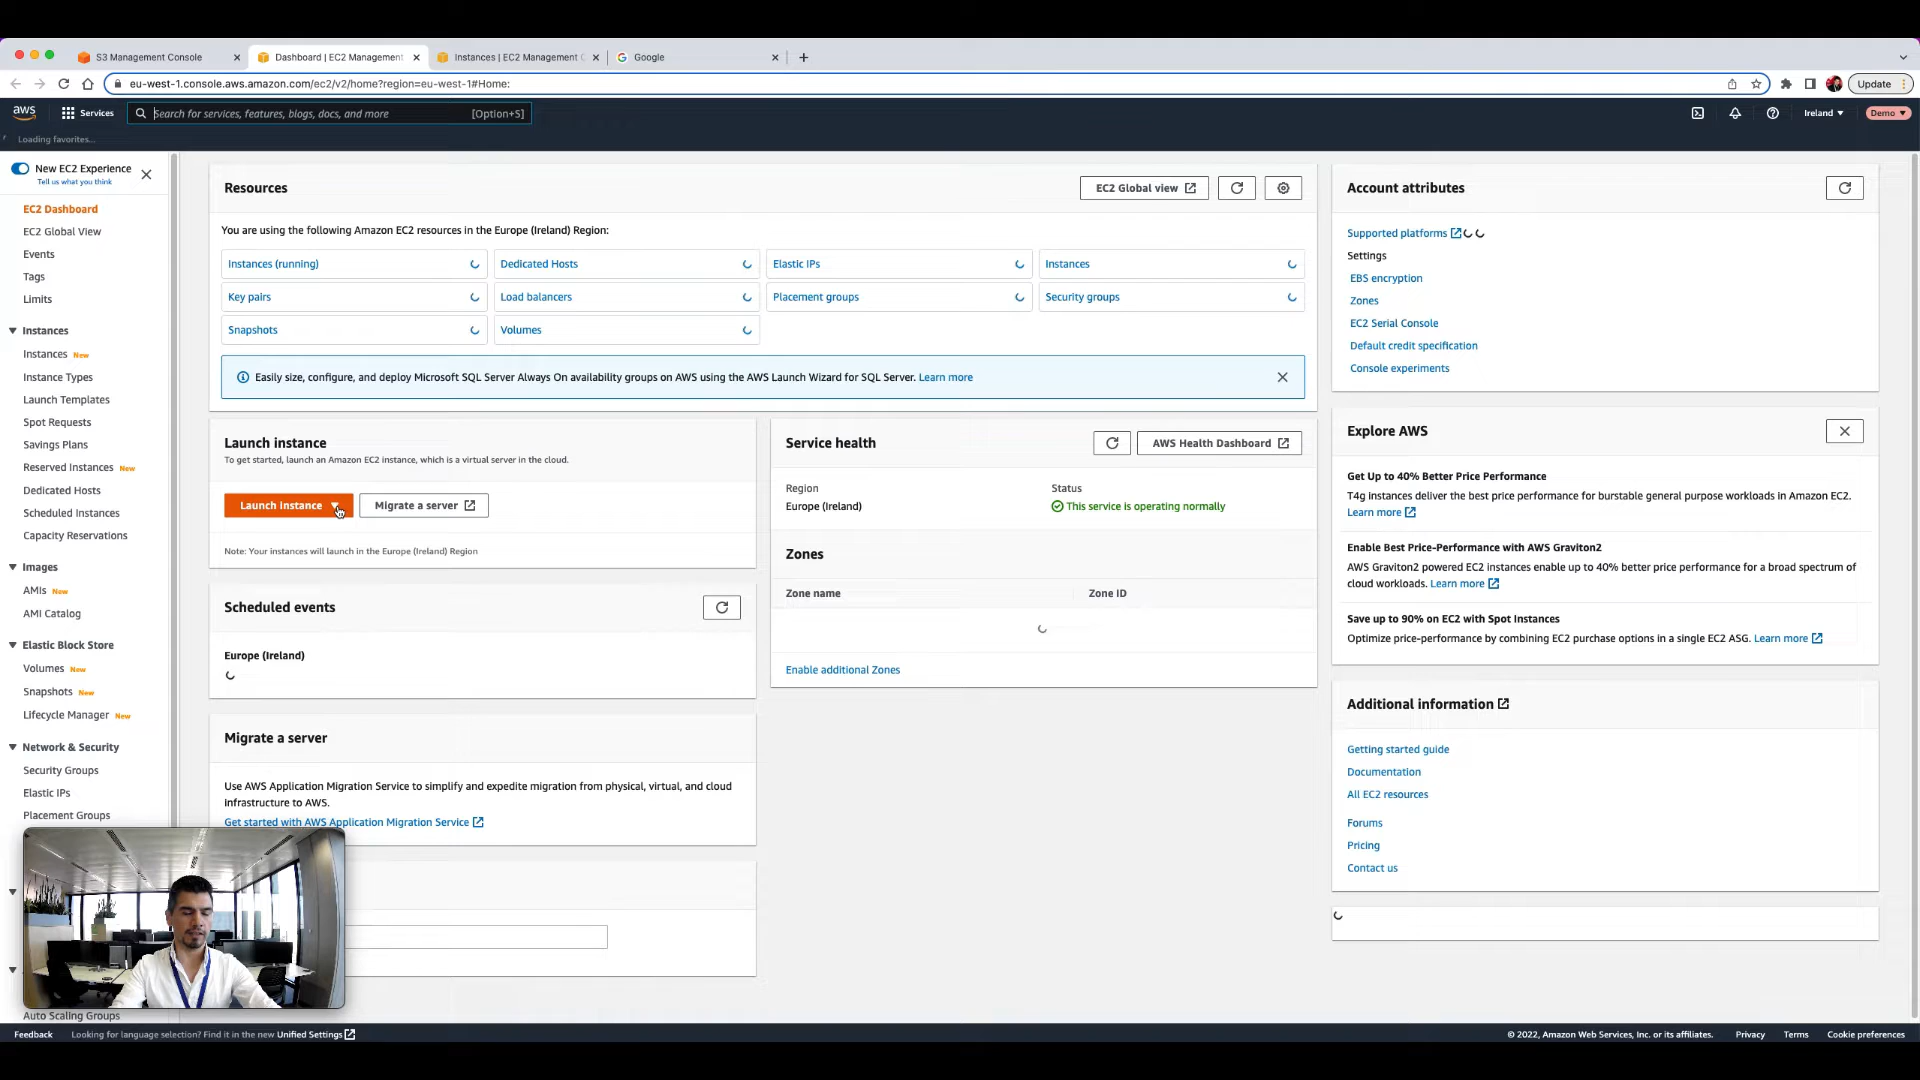 S3 Management Console
Dashboard | EC2 Management
Instances | EC2 Management C
Google
eu-west-1.console.aws.amazon.com/ec2/v2/home?region=eu-west-1#Home:
Update
aws
Services
Search for services, features, blogs, docs, and more
[Option+S]
Ireland
Demo
Loading favorites...
New EC2 Experience
Tell us what you think
EC2 Dashboard
EC2 Global View
Events
Tags
Limits
Instances
Instances New
Instance Types
Launch Templates
Spot Requests
Savings Plans
Reserved Instances New
Dedicated Hosts
Scheduled Instances
Capacity Reservations
Images
AMIs New
AMI Catalog
Elastic Block Store
Volumes New
Snapshots New
Lifecycle Manager New
Network & Security
Security Groups
Elastic IPs
Placement Groups
Auto Scaling Groups
Resources
EC2 Global view
You are using the following Amazon EC2 resources in the Europe (Ireland) Region:
Instances (running)
Dedicated Hosts
Elastic IPs
Instances
Key pairs
Load balancers
Placement groups
Security groups
Snapshots
Volumes
Easily size, configure, and deploy Microsoft SQL Server Always On availability groups on AWS using the AWS Launch Wizard for SQL Server. Learn more
Launch instance
To get started, launch an Amazon EC2 instance, which is a virtual server in the cloud.
Launch instance
Migrate a server
Note: Your instances will launch in the Europe (Ireland) Region
Scheduled events
Europe (Ireland)
Migrate a server
Use AWS Application Migration Service to simplify and expedite migration from physical, virtual, and cloud
infrastructure to AWS.
Get started with AWS Application Migration Service
Service health
AWS Health Dashboard
Region
Status
Europe (Ireland)
This service is operating normally
Zones
Zone name
Zone ID
Enable additional Zones
Account attributes
Supported platforms
Settings
EBS encryption
Zones
EC2 Serial Console
Default credit specification
Console experiments
Explore AWS
Get Up to 40% Better Price Performance
T4g instances deliver the best price performance for burstable general purpose workloads in Amazon EC2.
Learn more
Enable Best Price-Performance with AWS Graviton2
AWS Graviton2 powered EC2 instances enable up to 40% better price performance for a broad spectrum of
cloud workloads. Learn more
Save up to 90% on EC2 with Spot Instances
Optimize price-performance by combining EC2 purchase options in a single EC2 ASG. Learn more
Additional information
Getting started guide
Documentation
All EC2 resources
Forums
Pricing
Contact us
Feedback
Looking for language selection? Find it in the new Unified Settings
© 2022, Amazon Web Services, Inc. or its affiliates.
Privacy
Terms
Cookie preferences